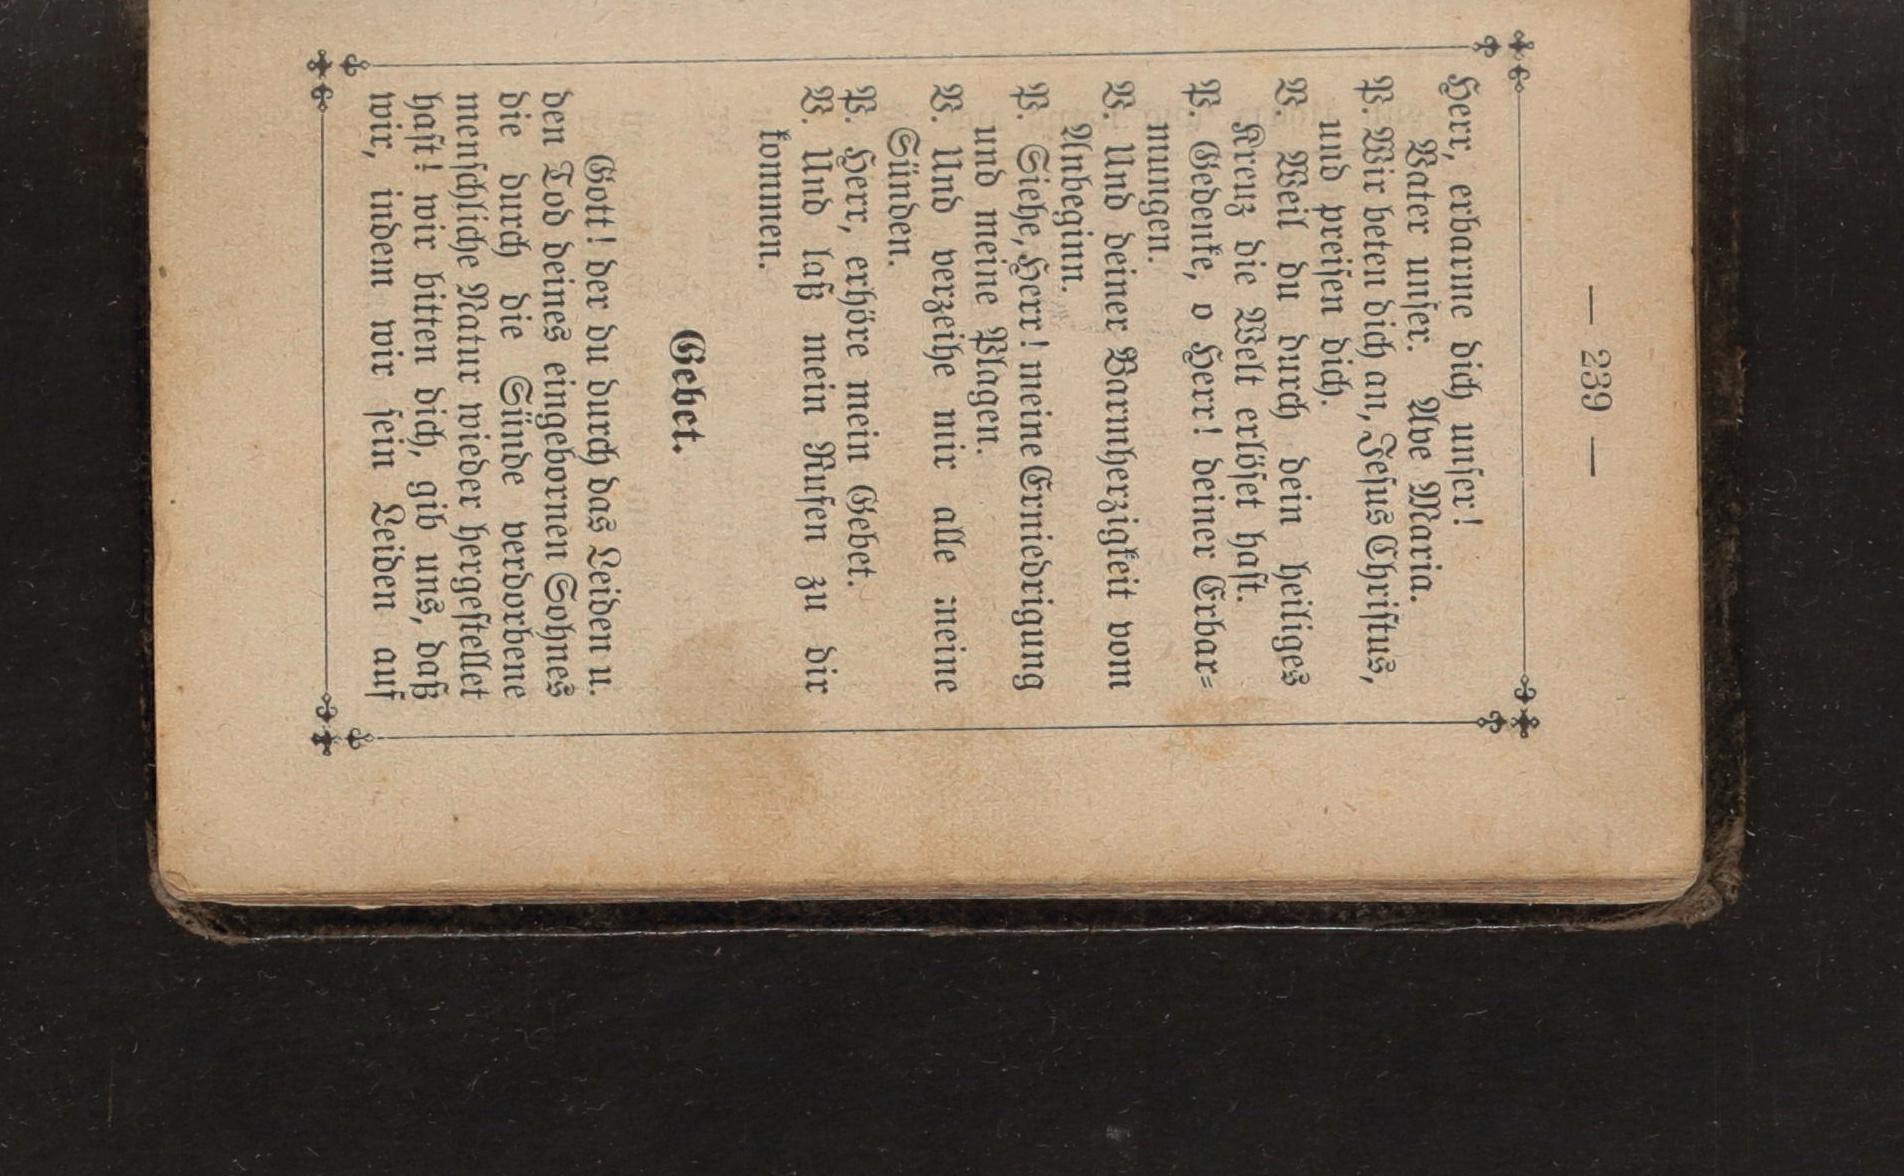 — 239 —
Herr, erbarme dich unser!
Vater unser. Ave Maria.
P. Wir beten dich an, Jesus Christus,
und preisen dich.
V. Weil du durch dein heiliges
Kreuz die Welt erlöset hast.
P. Gedenke, o Herr! deiner Erbar=
mungen.
V. Und deiner Barmherzigkeit vom
Anbeginn.
P. Siehe, Herr! meine Erniedrigung
und meine Plagen.
V. Und verzeihe mir alle meine
Sünden.
P. Herr, erhöre mein Gebet.
V. Und laß mein Rufen zu dir
kommen.
Gebet.
Gott! der du durch das Leiden u.
den Tod deines eingebornen Sohnes
die durch die Sünde verdorbene
menschliche Natur wieder hergestellet
hast! wir bitten dich, gib uns, daß
wir, indem wir sein Leiden auf